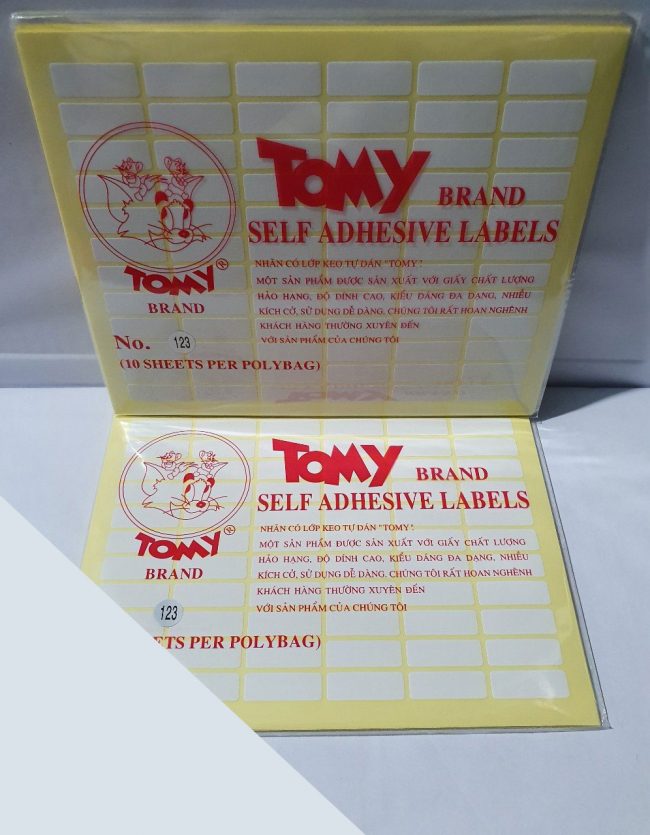 TOMY BRAND
SELF ADHESIVE LABELS
NHÃN CÓ LỚP KEO TỰ DÁN "TOMY !
MỘT SẢN PHẨM ĐƯỢC SẢN XUẤT VỚI GIẤY CHẤT LƯỢNG
HẢO HẠNG, ĐỘ DÍNH CAO, KIỂU DÁNG ĐA DẠNG, NHIỀU
KÍCH CỞ, SỬ DỤNG DỄ DÀNG. CHÚNG TÔI RẤT HOAN NGHÊNH
KHÁCH HÀNG THƯỜNG XUYÊN ĐẾN
VỚI SẢN PHẨM CỦA CHÚNG TÔI
TOMY®
BRAND
No. 123
(10 SHEETS PER POLYBAG)
TOMY BRAND
SELF ADHESIVE LABELS
NHÃN CÓ LỚP KEO TỰ DÁN "TOMY !
MỘT SẢN PHẨM ĐƯỢC SẢN XUẤT VỚI GIẤY CHẤT LƯỢNG
HẢO HẠNG, ĐỘ DÍNH CAO, KIỂU DÁNG ĐA DẠNG, NHIỀU
KÍCH CỞ, SỬ DỤNG DỄ DÀNG. CHÚNG TÔI RẤT HOAN NGHÊNH
KHÁCH HÀNG THƯỜNG XUYÊN ĐẾN
VỚI SẢN PHẨM CỦA CHÚNG TÔI
TOMY®
BRAND
123
ETS PER POLYBAG)